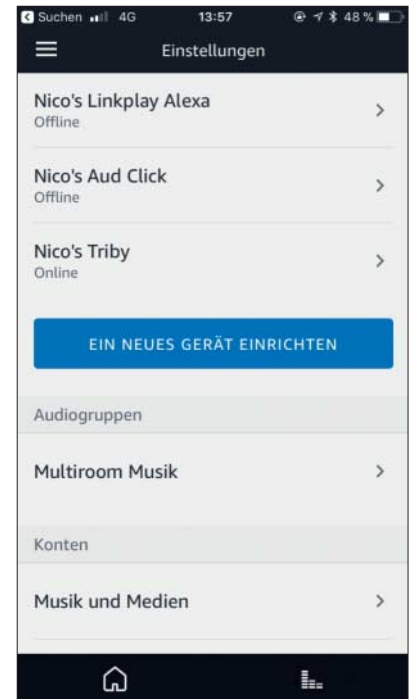 Suchen 4G 13:57 48 %
Einstellungen
Nico's Linkplay Alexa
Offline
Nico's Aud Click
Offline
Nico's Triby
Online
EIN NEUES GERÄT EINRICHTEN
Audiogruppen
Multiroom Musik
Konten
Musik und Medien